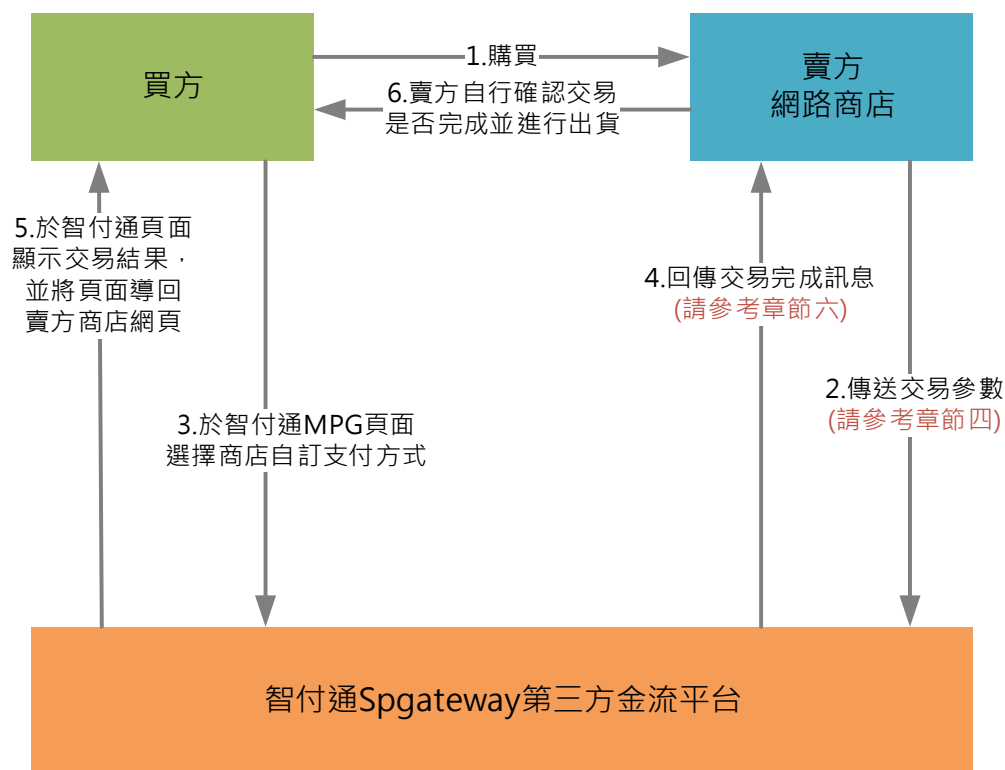 買方
1.購買
賣方
網路商店
6.賣方自行確認交易
是否完成並進行出貨
5.於智付通頁面
顯示交易結果，
並將頁面導回
賣方商店網頁
4.回傳交易完成訊息
(請參考章節六)
2.傳送交易參數
(請參考章節四)
3.於智付通MPG頁面
選擇商店自訂支付方式
智付通Spgateway第三方金流平台